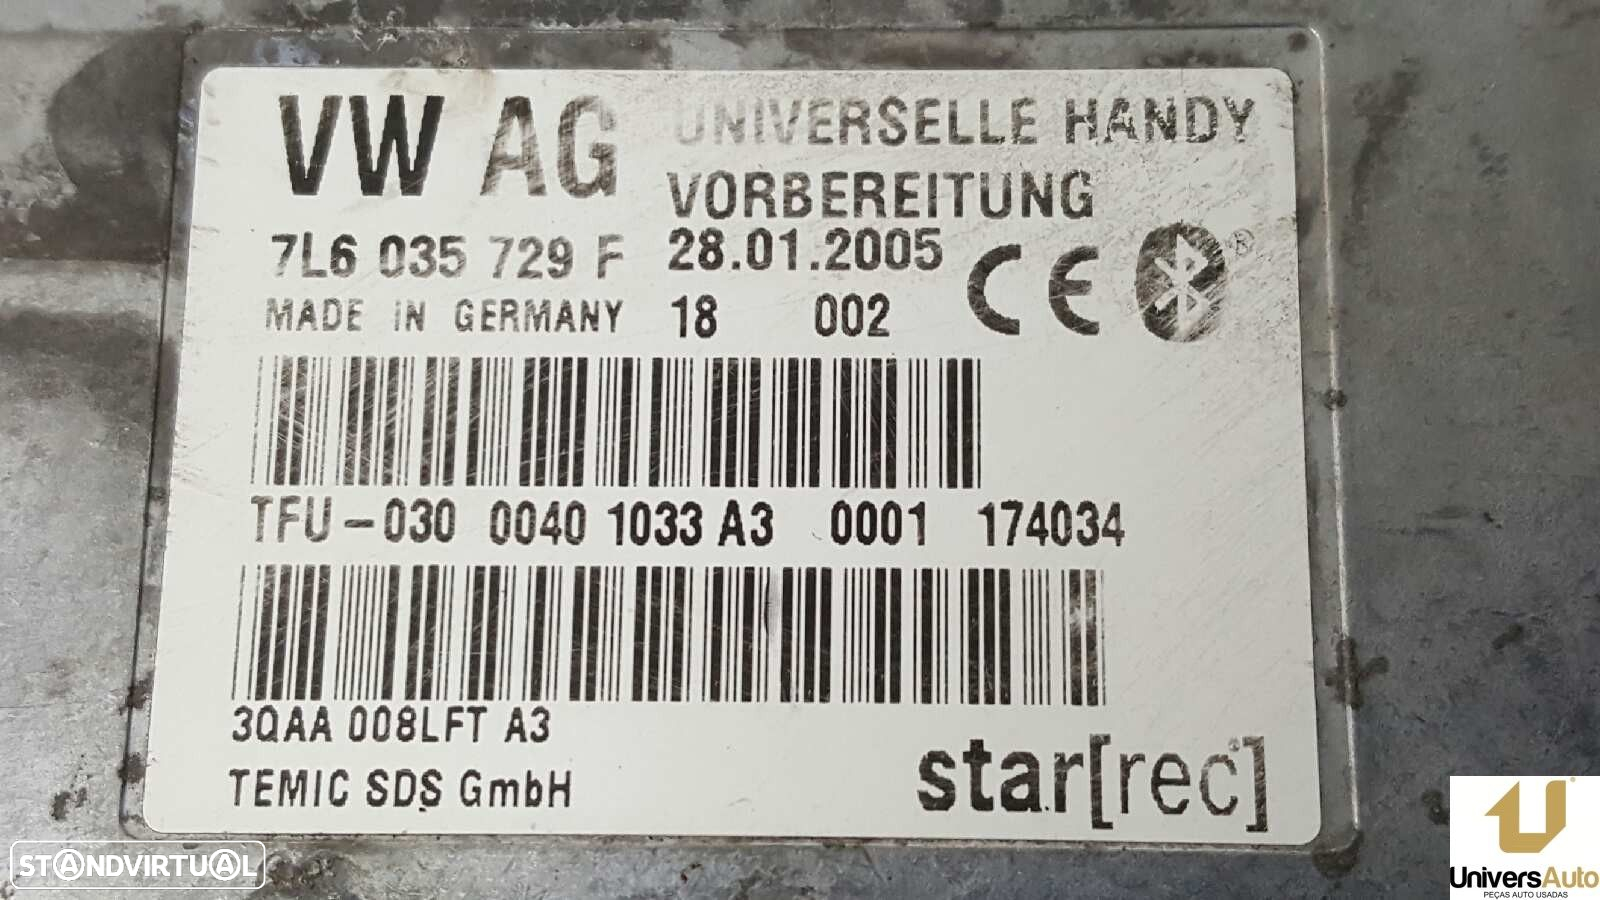 VW AG UNIVERSELLE HANDY
VORBEREITUNG
7L6 035 729 F 28.01.2005 CE ®
MADE IN GERMANY 18 002
TFU-030 0040 1033 A3 0001 174034
3QAA 008LFT A3
TEMIC SDS GmbH
star[rec]®
STANDVIRTUAL
UniversAuto
PEÇAS AUTO USADAS